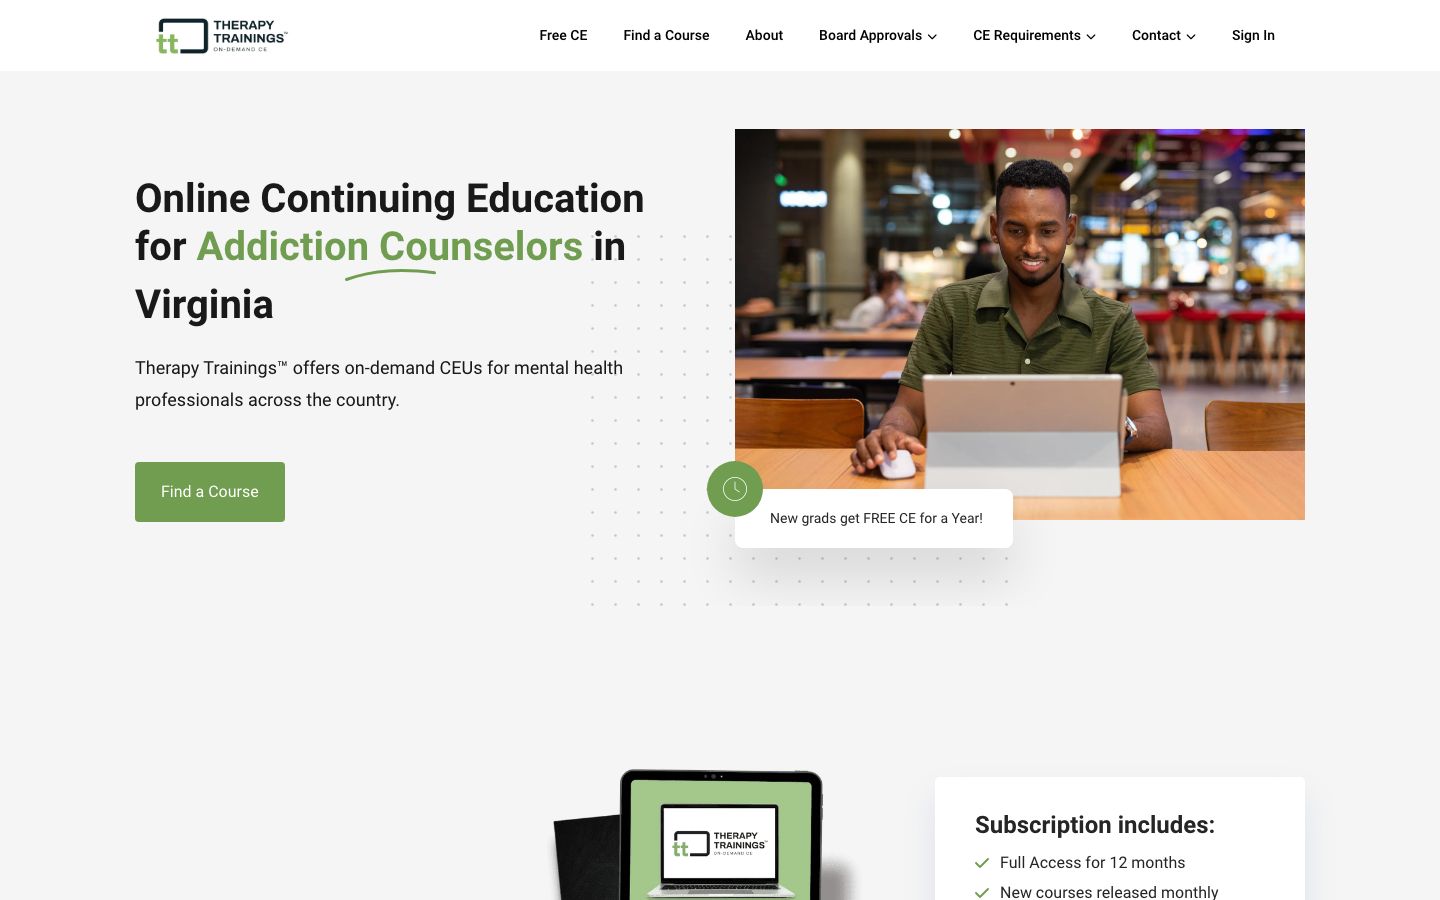 tt THERAPY
TRAININGS™
ON-DEMAND CE
Free CE
Find a Course
About
Board Approvals
CE Requirements
Contact
Sign In
Online Continuing Education
for Addiction Counselors in
Virginia
Therapy Trainings™ offers on-demand CEUs for mental health
professionals across the country.
Find a Course
New grads get FREE CE for a Year!
tt THERAPY
TRAININGS™
ON-DEMAND CE
Subscription includes:
Full Access for 12 months
New courses released monthly